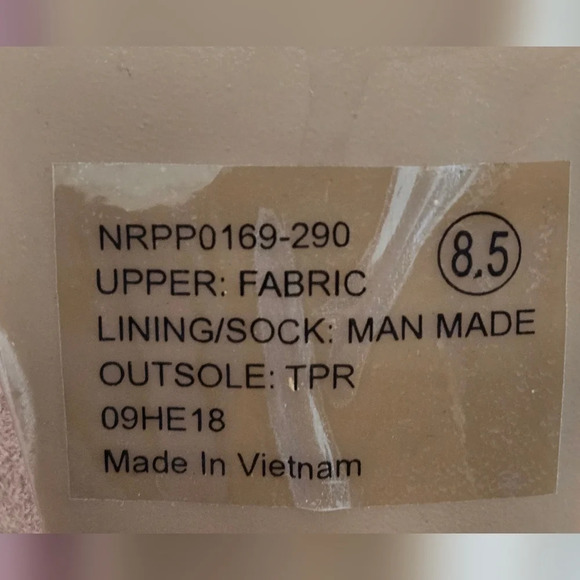 NRPP0169-290
8.5
UPPER: FABRIC
LINING/SOCK: MAN MADE
OUTSOLE: TPR
09HE18
Made In Vietnam